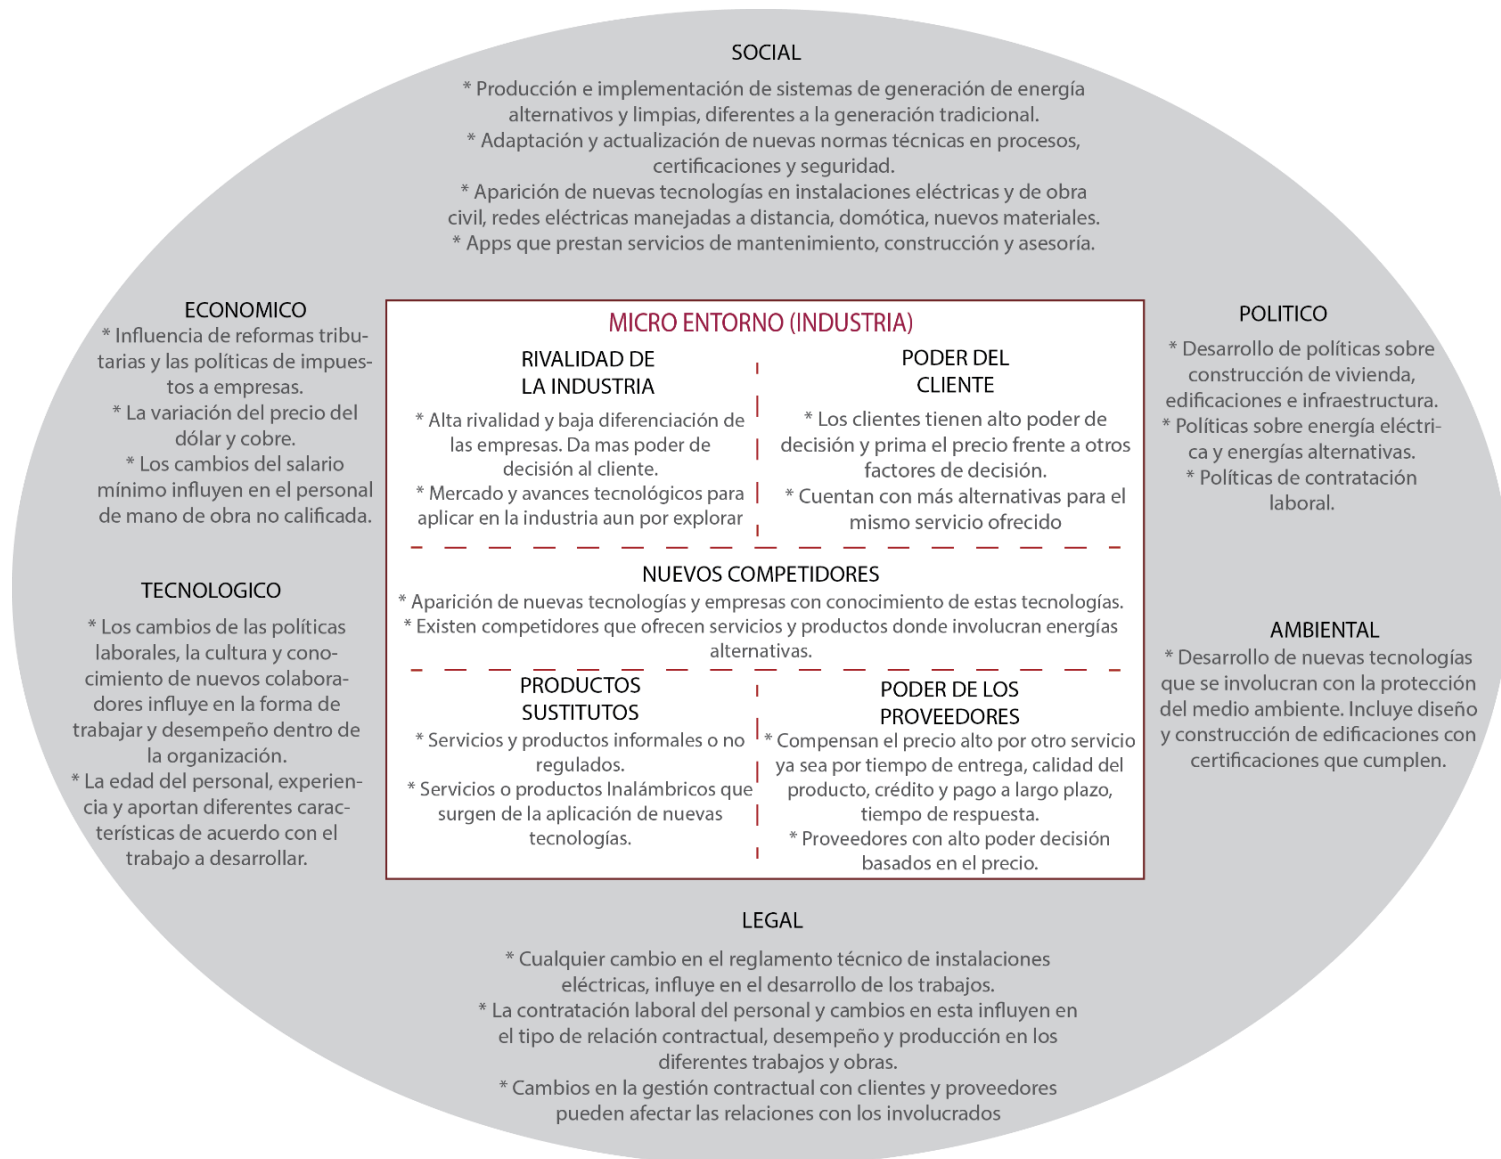 SOCIAL
* Producción e implementación de sistemas de generación de energía
alternativos y limpias, diferentes a la generación tradicional.
* Adaptación y actualización de nuevas normas técnicas en procesos,
certificaciones y seguridad.
* Aparición de nuevas tecnologías en instalaciones eléctricas y de obra
civil, redes eléctricas manejadas a distancia, domótica, nuevos materiales.
* Apps que prestan servicios de mantenimiento, construcción y asesoría.
ECONOMICO
* Influencia de reformas tribu-
tarias y las políticas de impues-
tos a empresas.
* La variación del precio del
dólar y cobre.
* Los cambios del salario
mínimo influyen en el personal
de mano de obra no calificada.
TECNOLOGICO
* Los cambios de las políticas
laborales, la cultura y cono-
cimiento de nuevos colabora-
dores influye en la forma de
trabajar y desempeño dentro de
la organización.
* La edad del personal, experien-
cia y aportan diferentes carac-
terísticas de acuerdo con el
trabajo a desarrollar.
MICRO ENTORNO (INDUSTRIA)
RIVALIDAD DE
LA INDUSTRIA
* Alta rivalidad y baja diferenciación de
las empresas. Da mas poder de
decisión al cliente.
* Mercado y avances tecnológicos para
aplicar en la industria aun por explorar
PODER DEL
CLIENTE
* Los clientes tienen alto poder de
decisión y prima el precio frente a otros
factores de decisión.
* Cuentan con más alternativas para el
mismo servicio ofrecido
NUEVOS COMPETIDORES
* Aparición de nuevas tecnologías y empresas con conocimiento de estas tecnologías.
* Existen competidores que ofrecen servicios y productos donde involucran energías
alternativas.
PRODUCTOS
SUSTITUTOS
* Servicios y productos informales o no
regulados.
* Servicios o productos Inalámbricos que
surgen de la aplicación de nuevas
tecnologías.
PODER DE LOS
PROVEEDORES
* Compensan el precio alto por otro servicio
ya sea por tiempo de entrega, calidad del
producto, crédito y pago a largo plazo,
tiempo de respuesta.
* Proveedores con alto poder decisión
basados en el precio.
POLITICO
* Desarrollo de políticas sobre
construcción de vivienda,
edificaciones e infraestructura.
* Políticas sobre energía eléctri-
ca y energías alternativas.
* Políticas de contratación
laboral.
AMBIENTAL
* Desarrollo de nuevas tecnologías
que se involucran con la protección
del medio ambiente. Incluye diseño
y construcción de edificaciones con
certificaciones que cumplen.
LEGAL
* Cualquier cambio en el reglamento técnico de instalaciones
eléctricas, influye en el desarrollo de los trabajos.
* La contratación laboral del personal y cambios en esta influyen en
el tipo de relación contractual, desempeño y producción en los
diferentes trabajos y obras.
* Cambios en la gestión contractual con clientes y proveedores
pueden afectar las relaciones con los involucrados